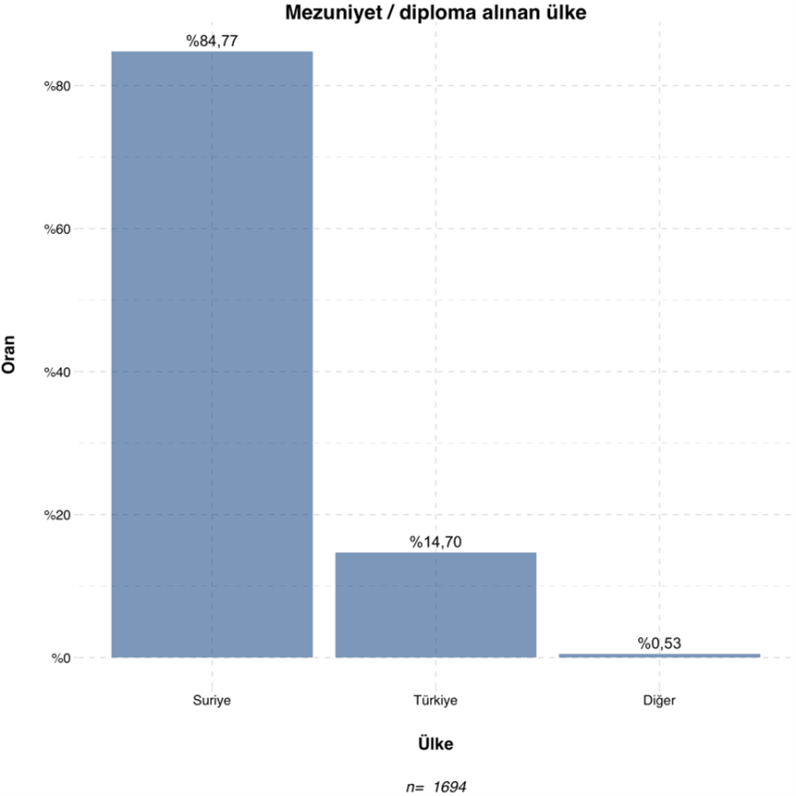 Mezuniyet / diploma alınan ülke
%84,77
%80
%60
Oran
%40
%20
%14,70
%0,53
%0
Suriye Türkiye Diğer
Ülke
n= 1694